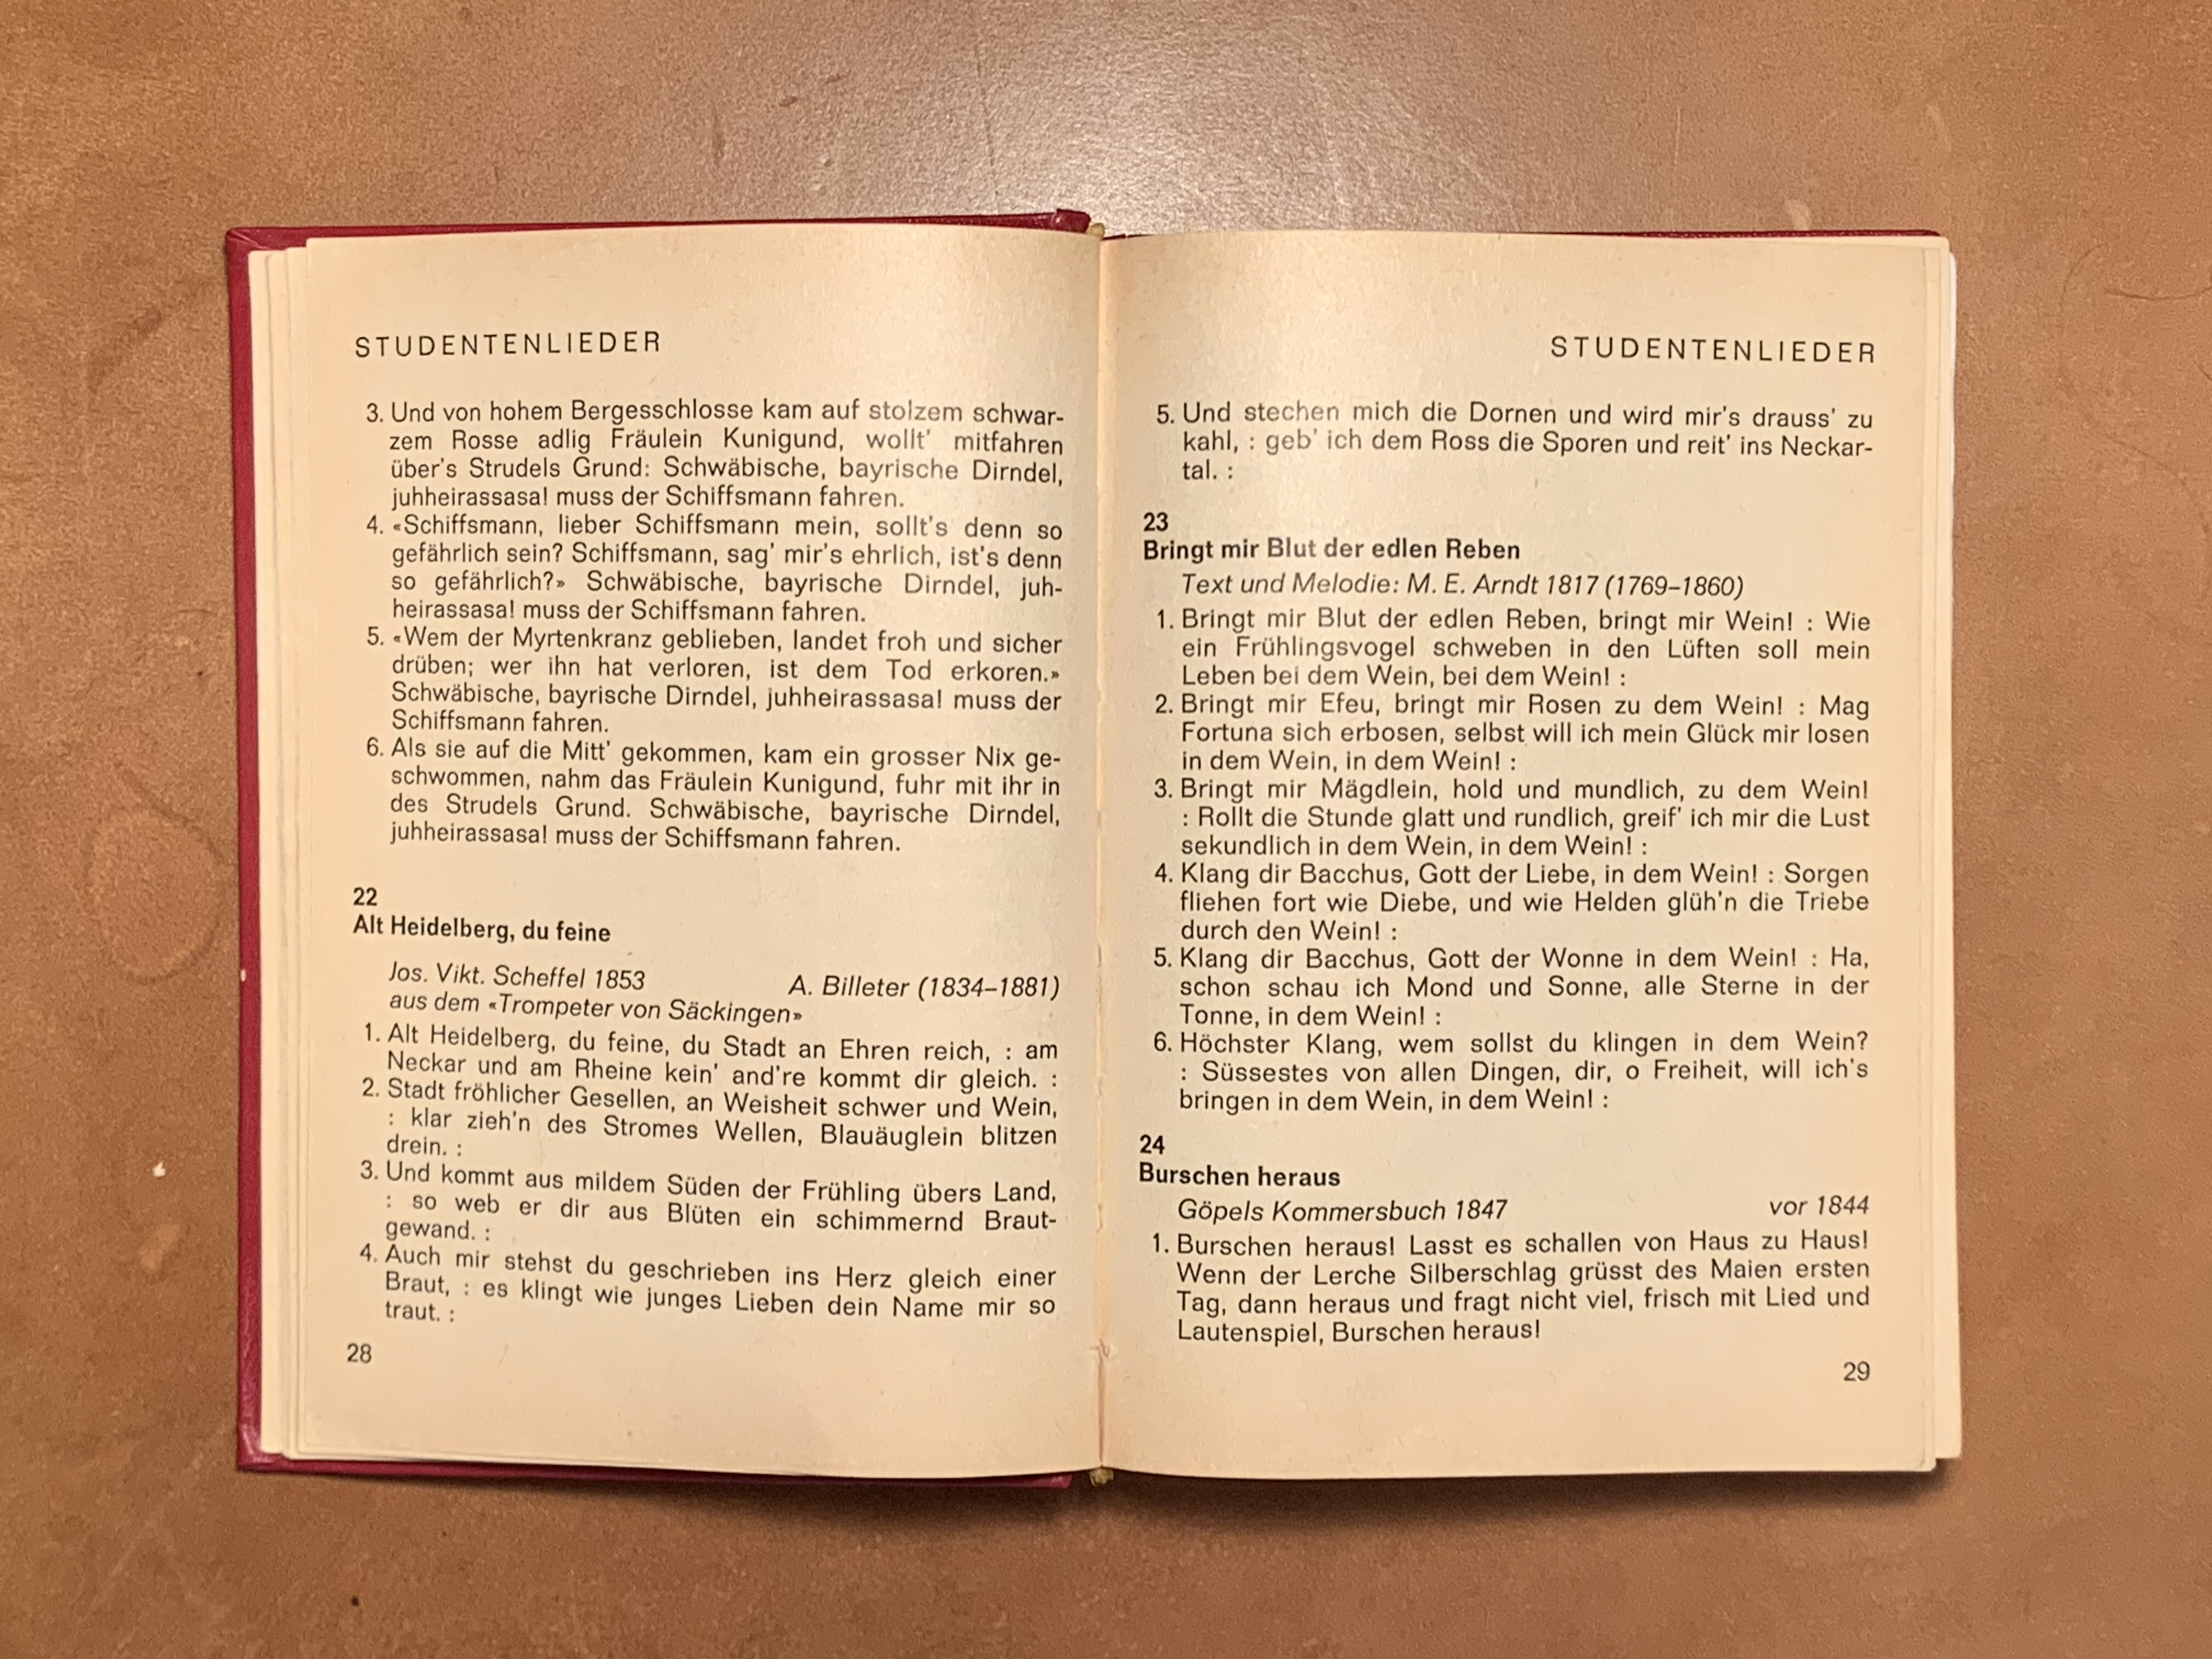 STUDENTENLIEDER
3. Und von hohem Bergesschlosse kam auf stolzem schwar-
zem Rosse adlig Fräulein Kunigund, wollt' mitfahren
über's Strudels Grund: Schwäbische, bayrische Dirndel,
juhheirassasa! muss der Schiffsmann fahren.
4. «Schiffsmann, lieber Schiffsmann mein, sollt's denn so
gefährlich sein? Schiffsmann, sag' mir's ehrlich, ist's denn
so gefährlich?» Schwäbische, bayrische Dirndel, juh-
heirassasa! muss der Schiffsmann fahren.
5. «Wem der Myrtenkranz geblieben, landet froh und sicher
drüben; wer ihn hat verloren, ist dem Tod erkoren.»
Schwäbische, bayrische Dirndel, juhheirassasa! muss der
Schiffsmann fahren.
6. Als sie auf die Mitt' gekommen, kam ein grosser Nix ge-
schwommen, nahm das Fräulein Kunigund, fuhr mit ihr in
des Strudels Grund. Schwäbische, bayrische Dirndel,
juhheirassasa! muss der Schiffsmann fahren.
22
Alt Heidelberg, du feine
Jos. Vikt. Scheffel 1853 A. Billeter (1834–1881)
aus dem «Trompeter von Säckingen»
1. Alt Heidelberg, du feine, du Stadt an Ehren reich, : am
Neckar und am Rheine kein' and're kommt dir gleich. :
2. Stadt fröhlicher Gesellen, an Weisheit schwer und Wein,
: klar zieh'n des Stromes Wellen, Blauäuglein blitzen
drein. :
3. Und kommt aus mildem Süden der Frühling übers Land,
: so web er dir aus Blüten ein schimmernd Braut-
gewand. :
4. Auch mir stehst du geschrieben ins Herz gleich einer
Braut, : es klingt wie junges Lieben dein Name mir so
traut. :
28
STUDENTENLIEDER
5. Und stechen mich die Dornen und wird mir's drauss' zu
kahl, : geb' ich dem Ross die Sporen und reit' ins Neckar-
tal. :
23
Bringt mir Blut der edlen Reben
Text und Melodie: M. E. Arndt 1817 (1769–1860)
1. Bringt mir Blut der edlen Reben, bringt mir Wein! : Wie
ein Frühlingsvogel schweben in den Lüften soll mein
Leben bei dem Wein, bei dem Wein! :
2. Bringt mir Efeu, bringt mir Rosen zu dem Wein! : Mag
Fortuna sich erbosen, selbst will ich mein Glück mir losen
in dem Wein, in dem Wein! :
3. Bringt mir Mägdlein, hold und mundlich, zu dem Wein!
: Rollt die Stunde glatt und rundlich, greif' ich mir die Lust
sekundlich in dem Wein, in dem Wein! :
4. Klang dir Bacchus, Gott der Liebe, in dem Wein! : Sorgen
fliehen fort wie Diebe, und wie Helden glüh'n die Triebe
durch den Wein! :
5. Klang dir Bacchus, Gott der Wonne in dem Wein! : Ha,
schon schau ich Mond und Sonne, alle Sterne in der
Tonne, in dem Wein! :
6. Höchster Klang, wem sollst du klingen in dem Wein?
: Süssestes von allen Dingen, dir, o Freiheit, will ich's
bringen in dem Wein, in dem Wein! :
24
Burschen heraus
Göpels Kommersbuch 1847 vor 1844
1. Burschen heraus! Lasst es schallen von Haus zu Haus!
Wenn der Lerche Silberschlag grüsst des Maien ersten
Tag, dann heraus und fragt nicht viel, frisch mit Lied und
Lautenspiel, Burschen heraus!
29